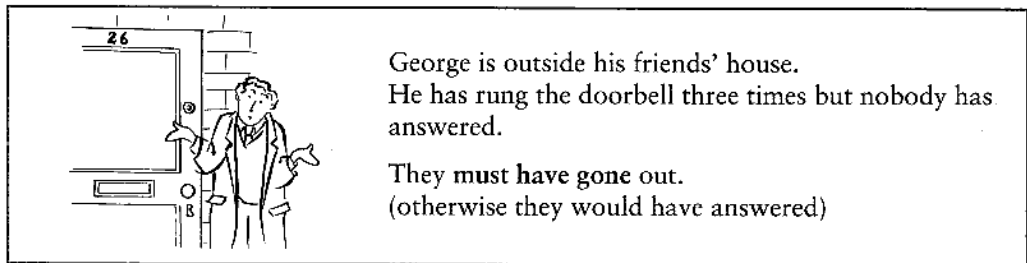 26
George is outside his friends' house.
He has rung the doorbell three times but nobody has
answered.
They must have gone out.
(otherwise they would have answered)